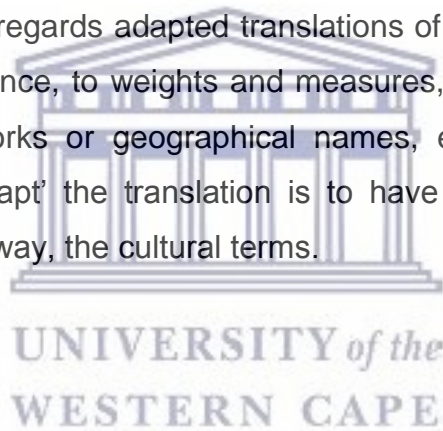 regards adapted translations of
nce, to weights and measures,
orks or geographical names, e
apt’ the translation is to have
way, the cultural terms.
UNIVERSITY of the
WESTERN CAPE